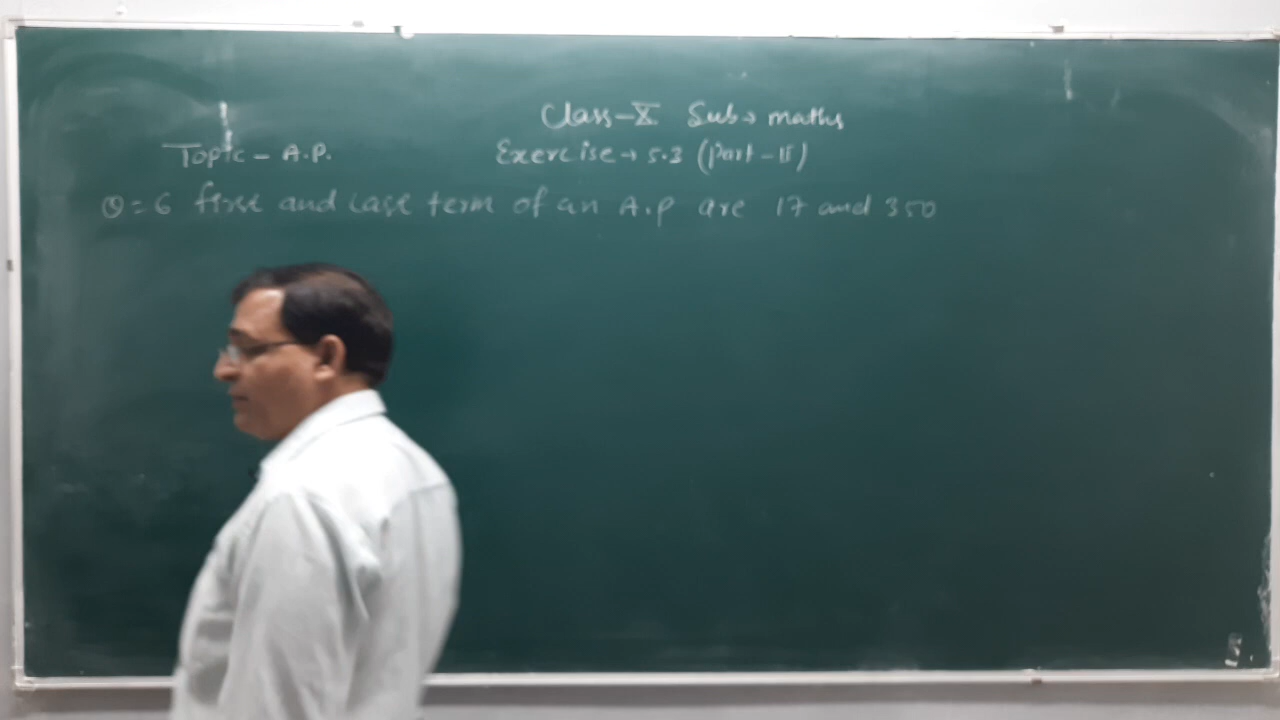 Class-X Sub→ maths
Topic - A.P. Exercise → 5.3 (Part-II)
Q=6 first and last term of an A.P are 17 and 350